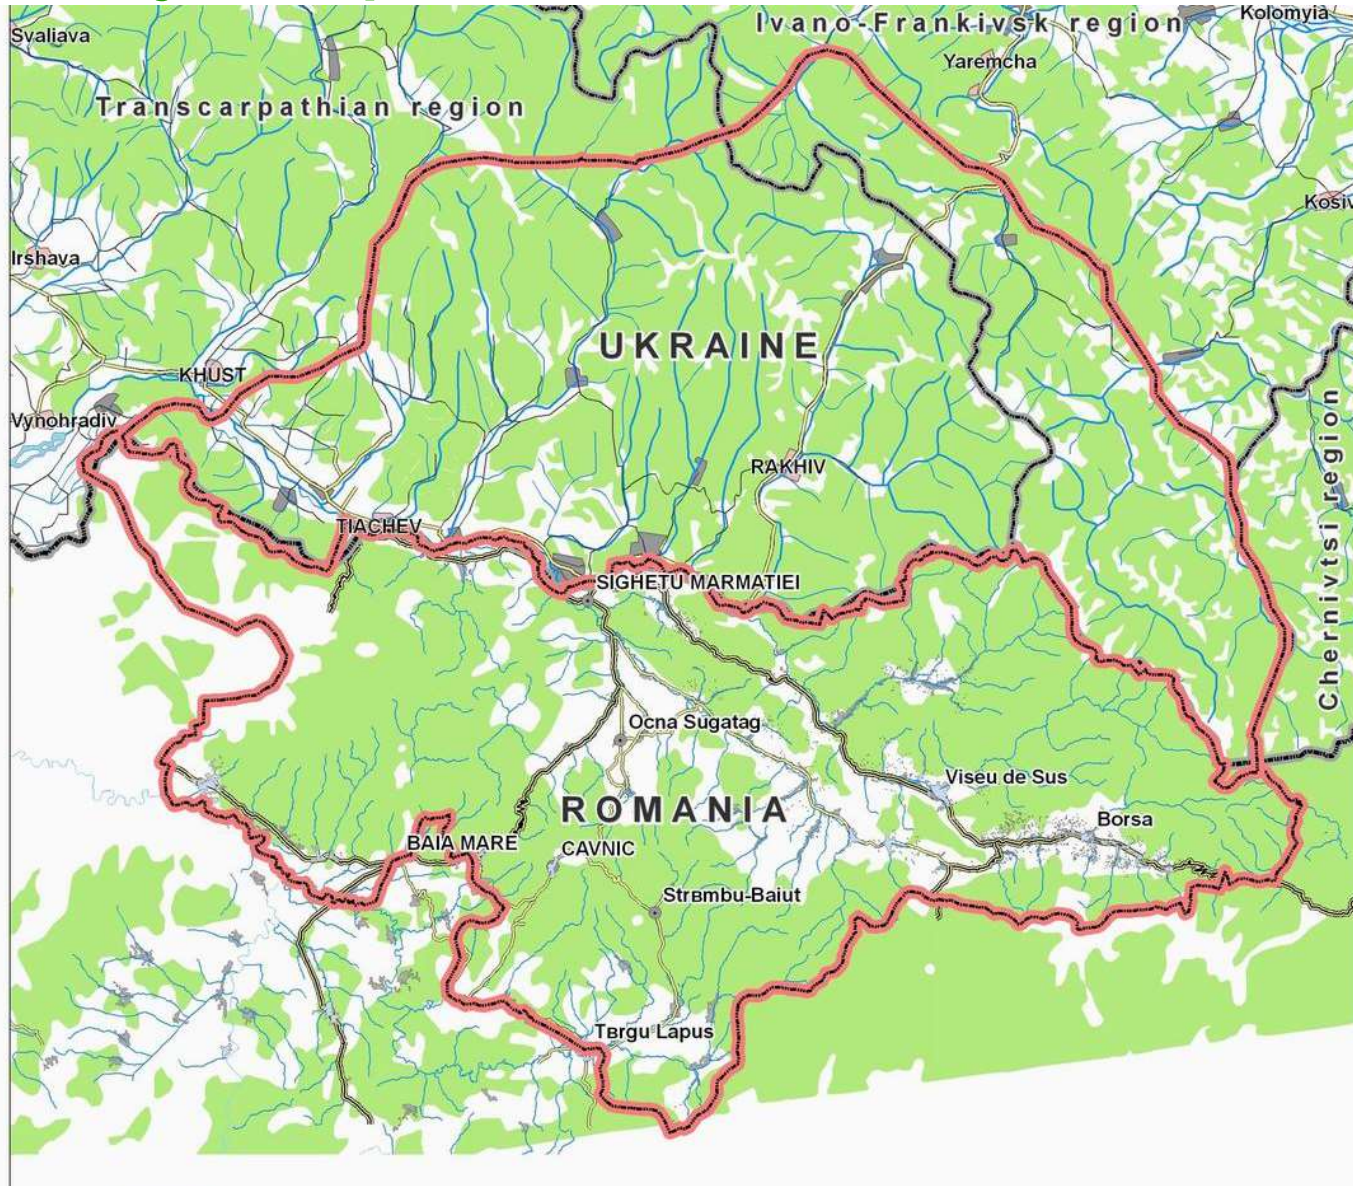 Kolomyia
Ivano-Frankivsk region
Svaliava
Yaremcha
Transcarpathian region
Kosiv
Irshava
UKRAINE
KHUST
Vynohradiv
RAKHIV
TIACHEV
Chernivtsi region
SIGHETU MARMATIEI
Ocna Sugatag
Viseu de Sus
ROMANIA
Borsa
BAIA MARE
CAVNIC
Strвmbu-Baiut
Tвrgu Lapus